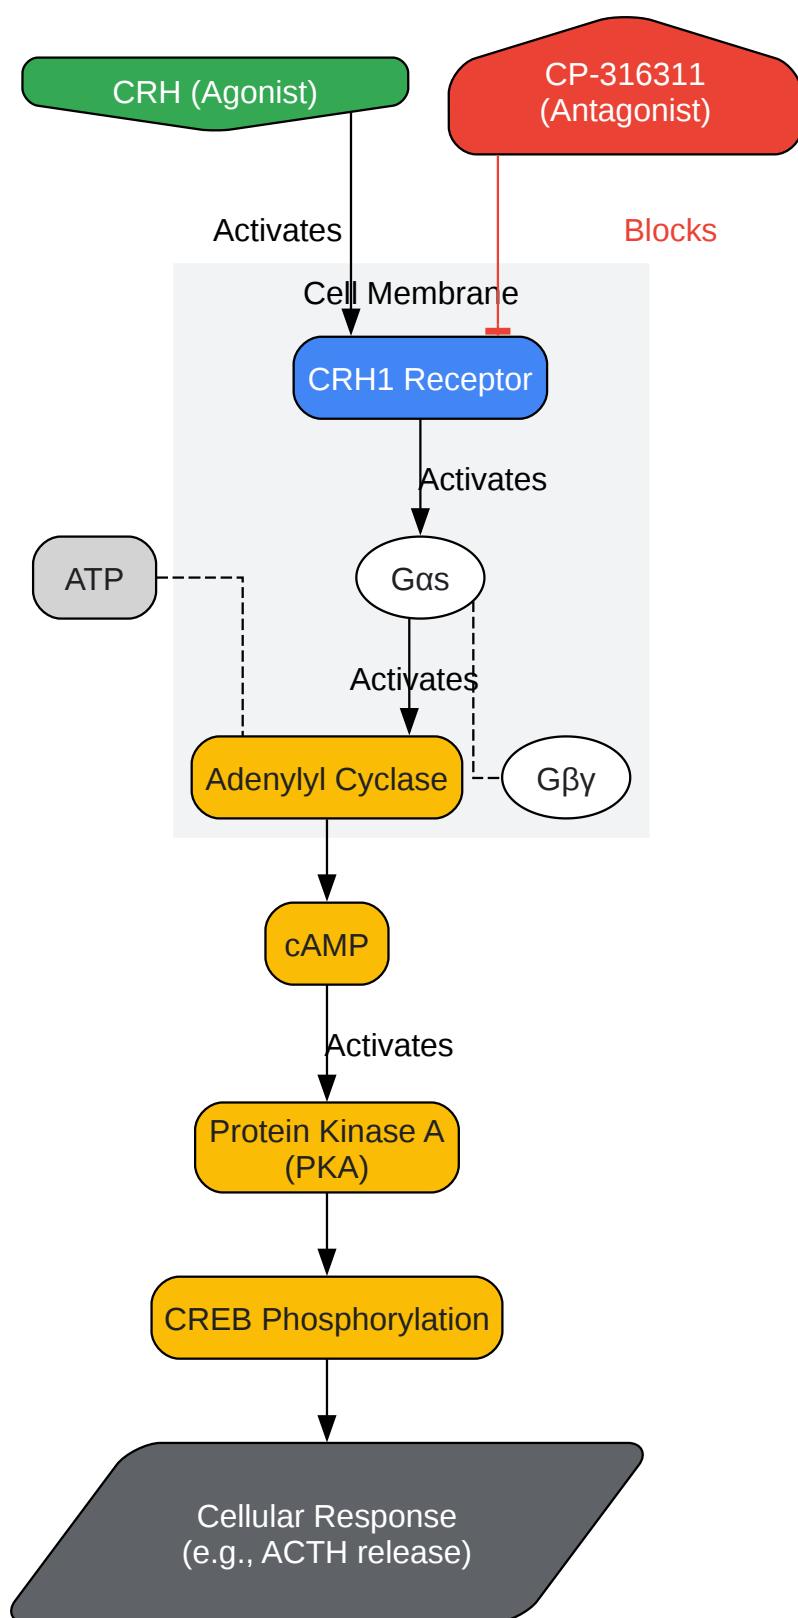 CRH (Agonist)
CP-316311
(Antagonist)
Activates
Blocks
Cell Membrane
CRH1 Receptor
Activates
ATP
Gαs
Activates
Adenylyl Cyclase
Gβγ
cAMP
Activates
Protein Kinase A
(PKA)
CREB Phosphorylation
Cellular Response
(e.g., ACTH release)